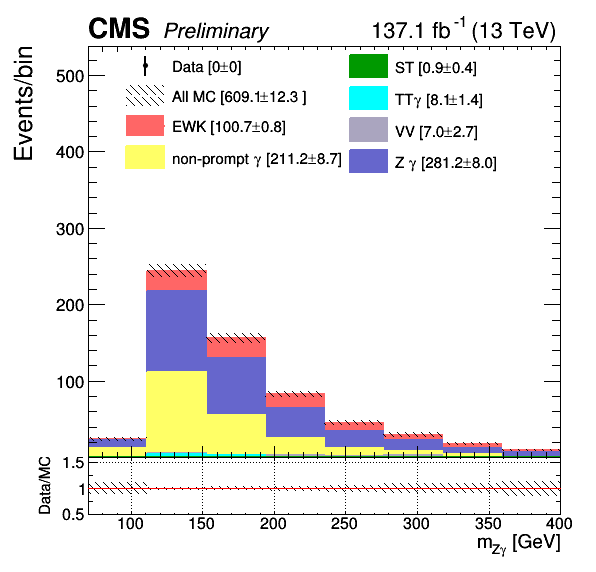 CMS Preliminary 137.1 fb⁻¹ (13 TeV)
Events/bin
Data [0±0]
All MC [609.1±12.3 ]
EWK [100.7±0.8]
non-prompt γ [211.2±8.7]
ST [0.9±0.4]
TTγ [8.1±1.4]
VV [7.0±2.7]
Z γ [281.2±8.0]
500
400
300
200
100
Data/MC
1.5
1
0.5
100 150 200 250 300 350 400
m_Zγ [GeV]